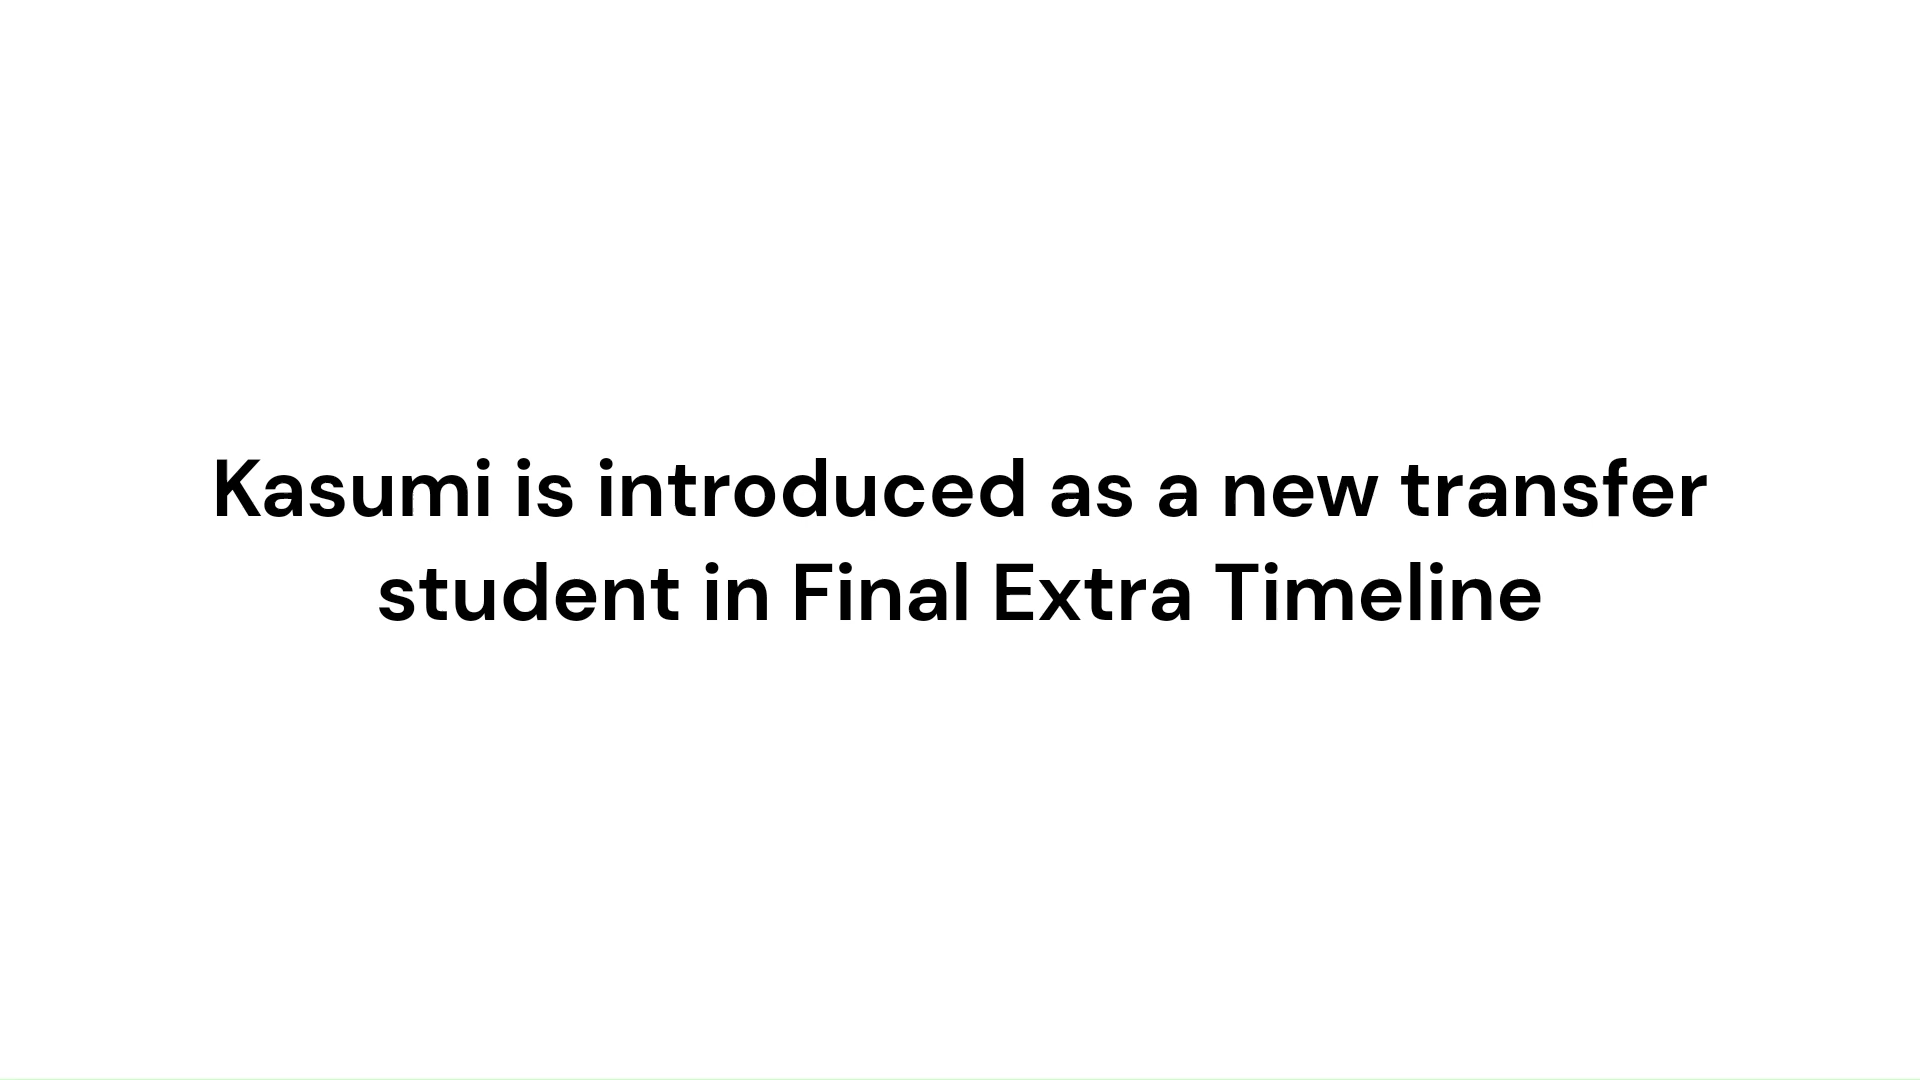 Kasumi is introduced as a new transfer
student in Final Extra Timeline